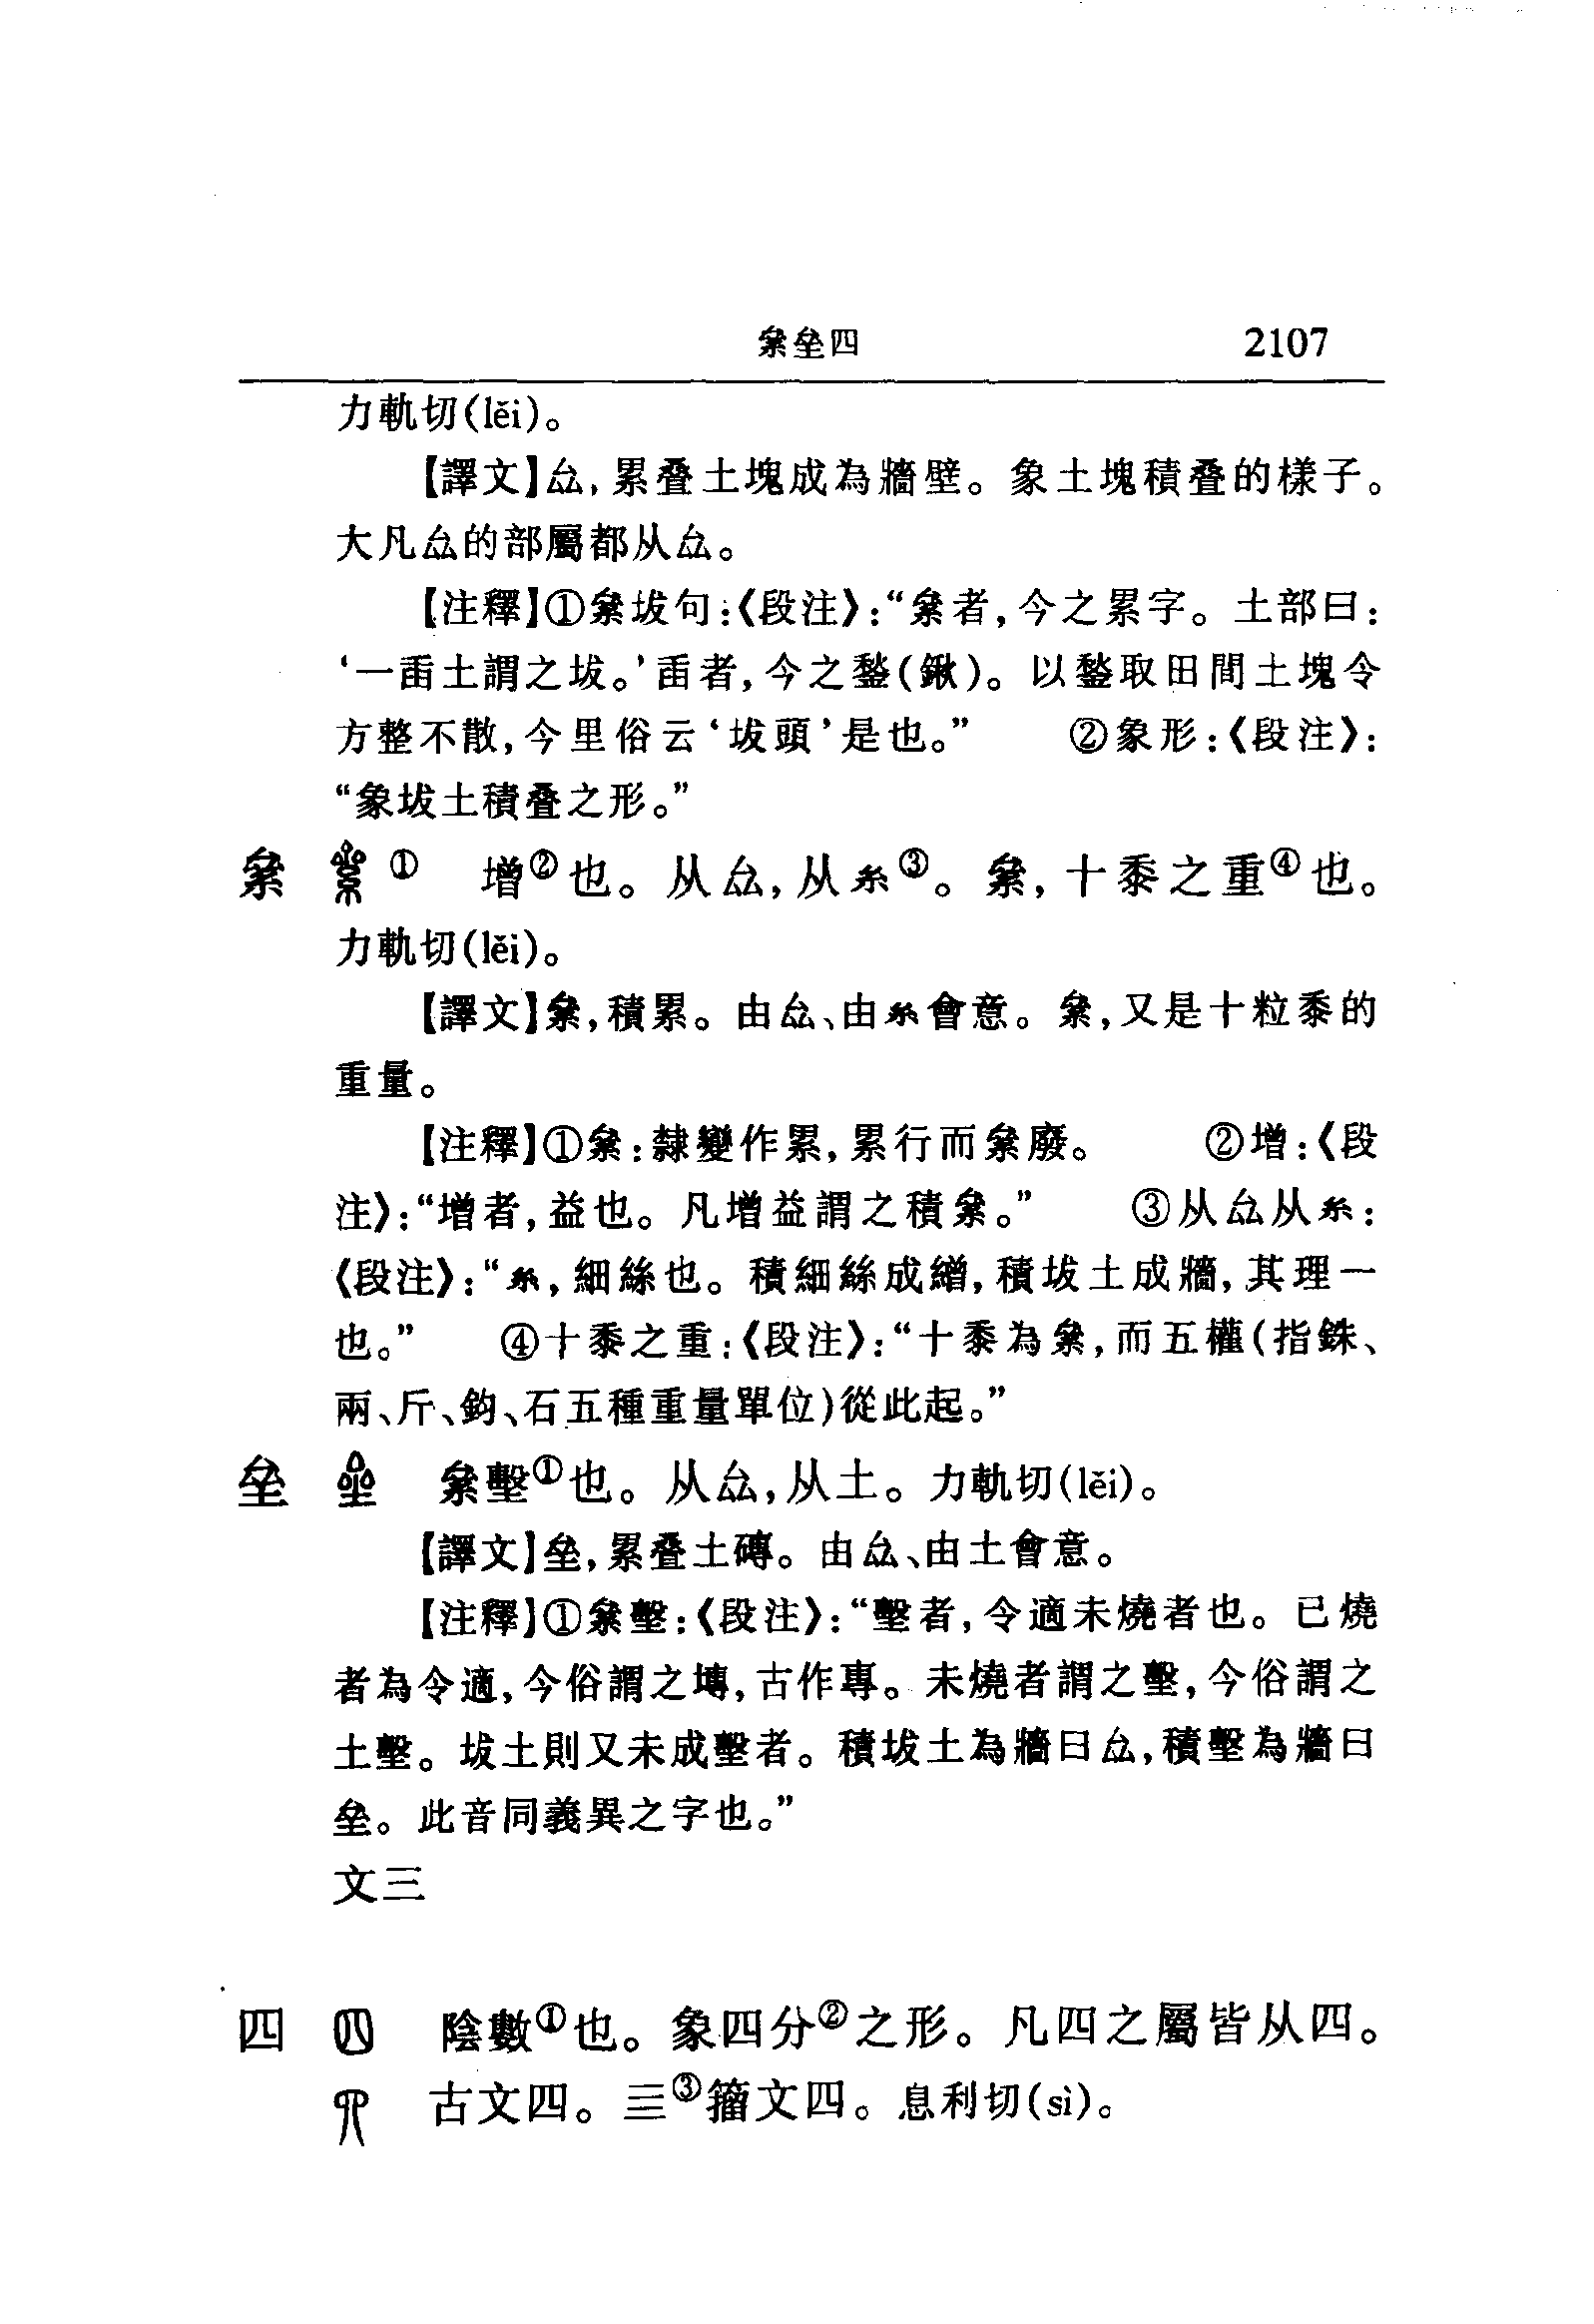 絫垒四 2107
力軌切(lěi)。
【譯文】厽,累叠土塊成為牆壁。象土塊積叠的樣子。
大凡厽的部屬都从厽。
【注釋】①絫坺句:《段注》:“絫者,今之累字。土部曰:
‘一臿土謂之坺。’臿者,今之鍫(鍬)。以鍫取田間土塊令
方整不散,今里俗云‘坺頭’是也。” ②象形:《段注》:
“象坺土積叠之形。”
絫 ① 增②也。从厽,从糸③。絫,十黍之重④也。
力軌切(lěi)。
【譯文】絫,積累。由厽、由糸會意。絫,又是十粒黍的
重量。
【注釋】①絫:隸變作累,累行而絫廢。 ②增:《段
注》:“增者,益也。凡增益謂之積絫。” ③从厽从糸:
《段注》:“糸,細絲也。積細絲成繒,積坺土成牆,其理一
也。” ④十黍之重:《段注》:“十黍為絫,而五權(指銖、
兩、斤、鈞、石五種重量單位)從此起。”
垒 絫墼①也。从厽,从土。力軌切(lěi)。
【譯文】垒,累叠土磚。由厽、由土會意。
【注釋】①絫墼:《段注》:“墼者,令適未燒者也。已燒
者為令適,今俗謂之塼,古作專。未燒者謂之墼,今俗謂之
土墼。坺土則又未成墼者。積坺土為牆曰厽,積墼為牆曰
垒。此音同義異之字也。”
文三
四 陰數①也。象四分②之形。凡四之屬皆从四。
古文四。亖③籀文四。息利切(sì)。